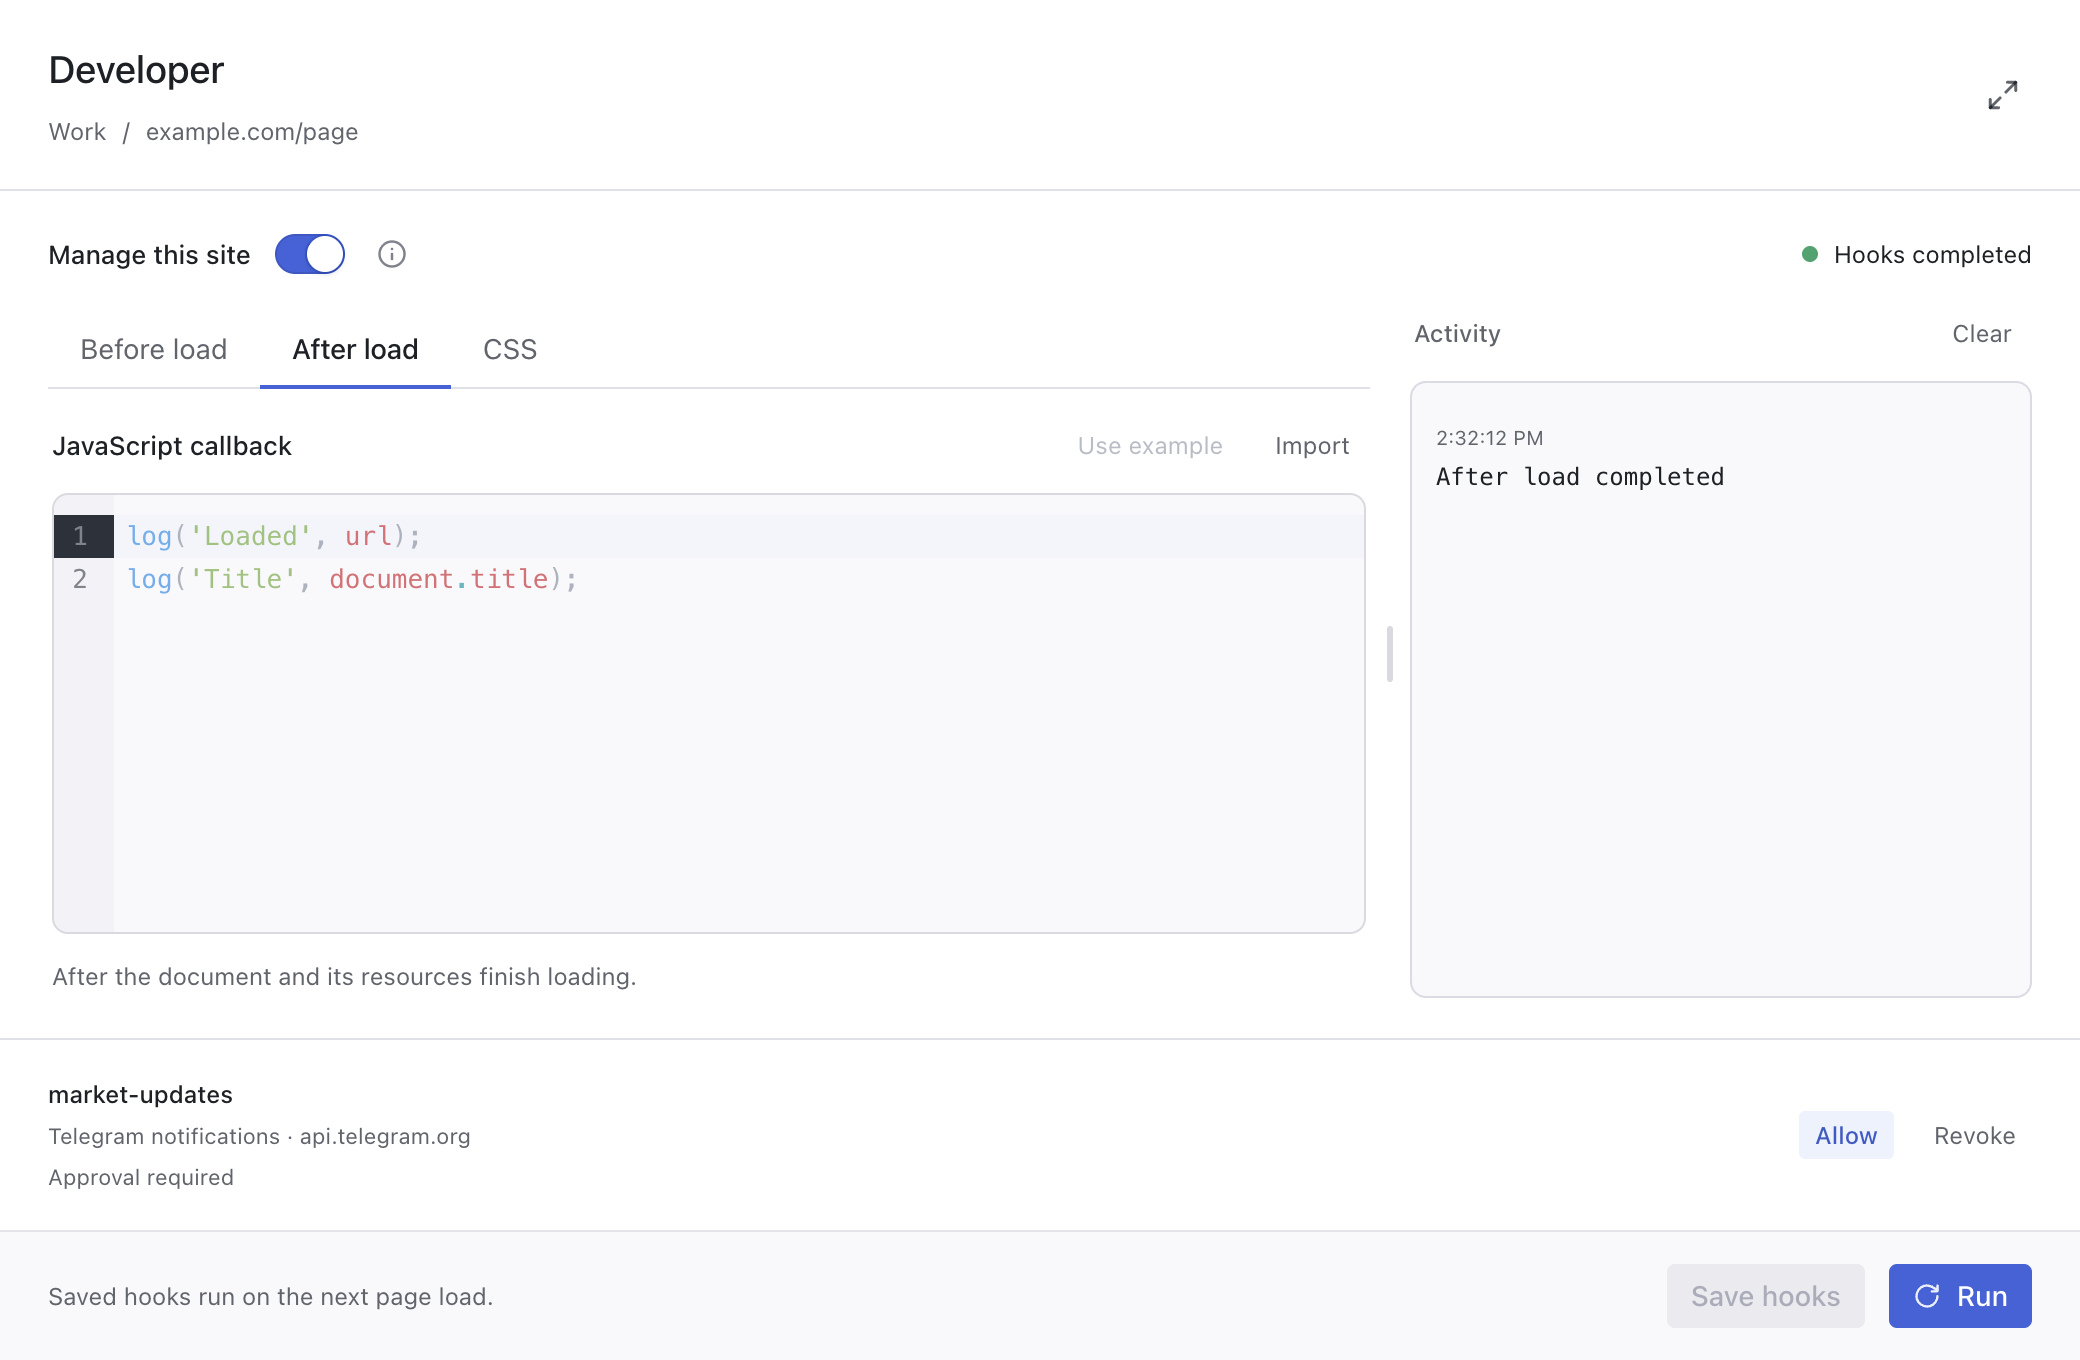 Developer
Work / example.com/page
Manage this site
Hooks completed
Before load After load CSS
Activity Clear
JavaScript callback Use example Import
1 log('Loaded', url);
2 log('Title', document.title);
2:32:12 PM
After load completed
After the document and its resources finish loading.
market-updates
Telegram notifications · api.telegram.org
Approval required
Allow Revoke
Saved hooks run on the next page load.
Save hooks Run